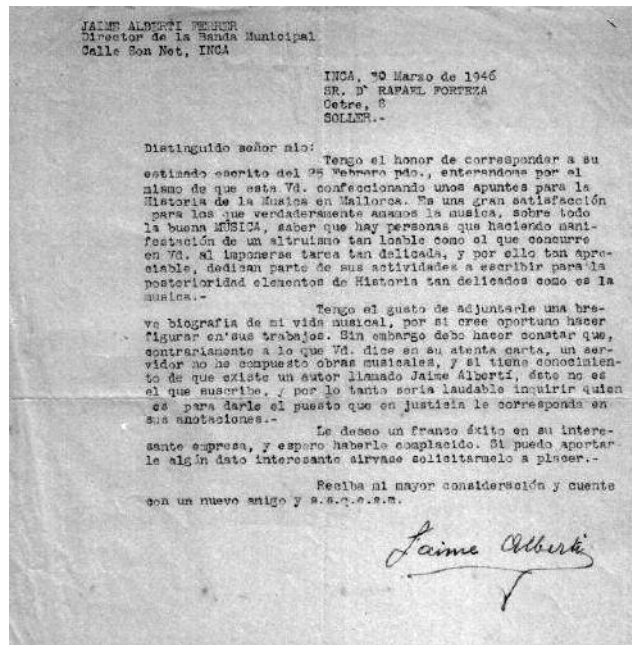 JAIME ALBERTI FERRER
Director de la Banda Municipal
Calle Son Net, INCA
INCA, 30 Marzo de 1946
SR. D` RAFAEL FORTEZA
Cetre, 8
SOLLER.-
Distinguido señor mio:
Tengo el honor de corresponder a su
estimado escrito del 25 Febrero pdo., enterandome por el
mismo de que esta Vd. confeccionando unos apuntes para la
Historia de la Musica en Mallorca. Es una gran satisfacción
para los que verdaderamente amamos la musica, sobre todo
la buena MÚSICA, saber que hay personas que haciendo mani-
festación de un altruismo tan loable como el que concurre
en Vd. al imponerse tarea tan delicada, y por ello tan apre-
ciable, dedican parte de sus actividades a escribir para la
posterioridad elementos de Historia tan delicados como es la
musica.-
Tengo el gusto de adjuntarle una bre-
ve biografia de mi vida musical, por si cree oportuno hacer
figurar en sus trabajos. Sin embargo debo hacer constar que,
contrariamente a lo que Vd. dice en su atenta carta, un ser-
vidor no he compuesto obras musicales, y si tiene conocimien-
to de que existe un autor llamado Jaime Albertí, éste no es
el que suscribe, y por lo tanto seria laudable inquirir quien
es para darle el puesto que en justicia le corresponde en
sus anotaciones.-
Le deseo un franco éxito en su intere-
sante empresa, y espero haberle complacido. Si puedo aportar
le algún dato interesante sirvase solicitarmelo a placer.-
Reciba mi mayor consideración y cuente
con un nuevo amigo y s.s.q.e.s.m.
Jaime Alberti